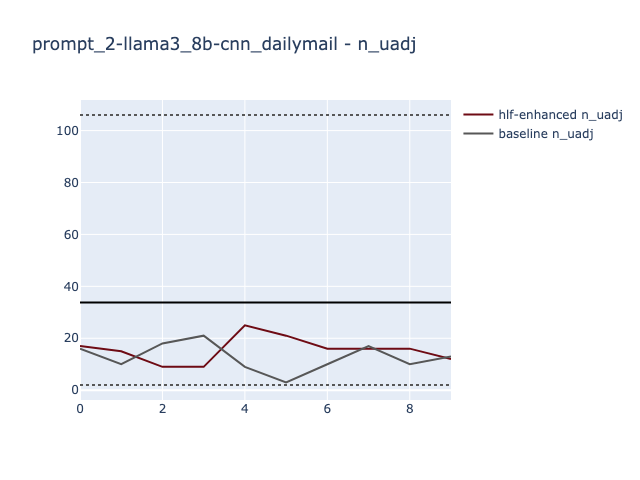 prompt_2-llama3_8b-cnn_dailymail - n_uadj
hlf-enhanced n_uadj
baseline n_uadj
100
80
60
40
20
0
0 2 4 6 8